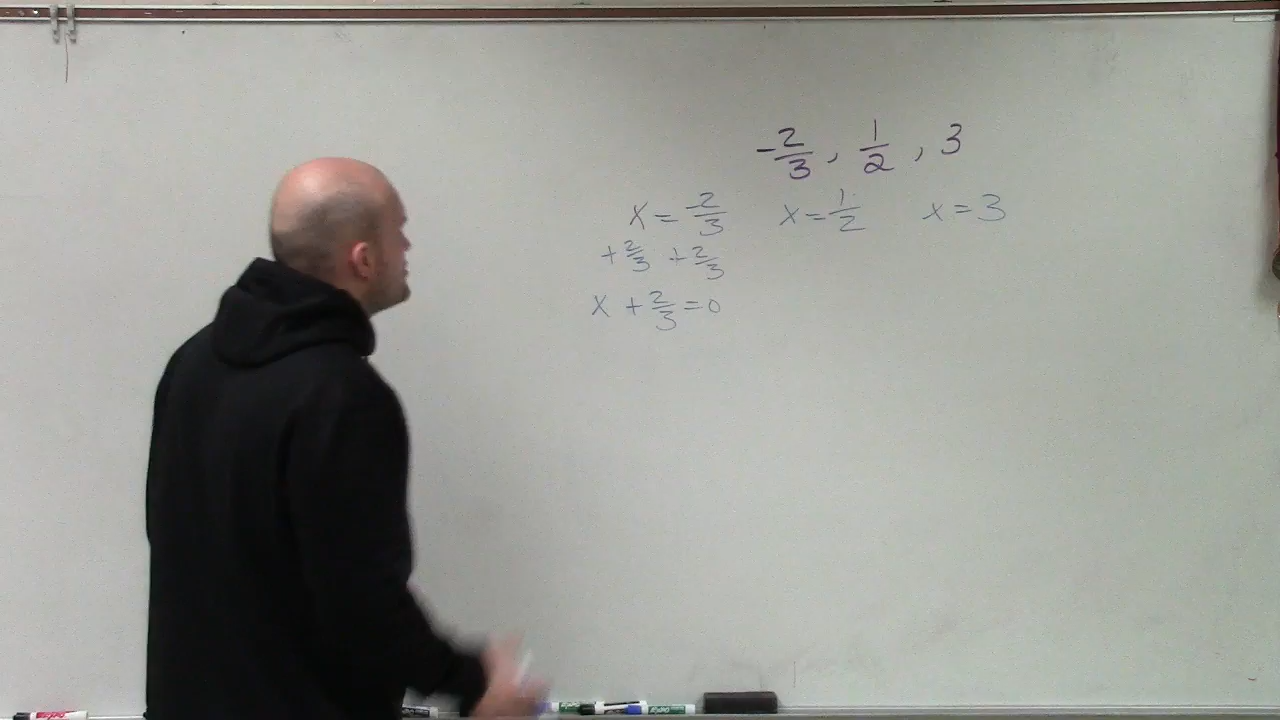 -2/3, 1/2, 3
x = -2/3 x = 1/2 x = 3
+2/3 +2/3
x + 2/3 = 0